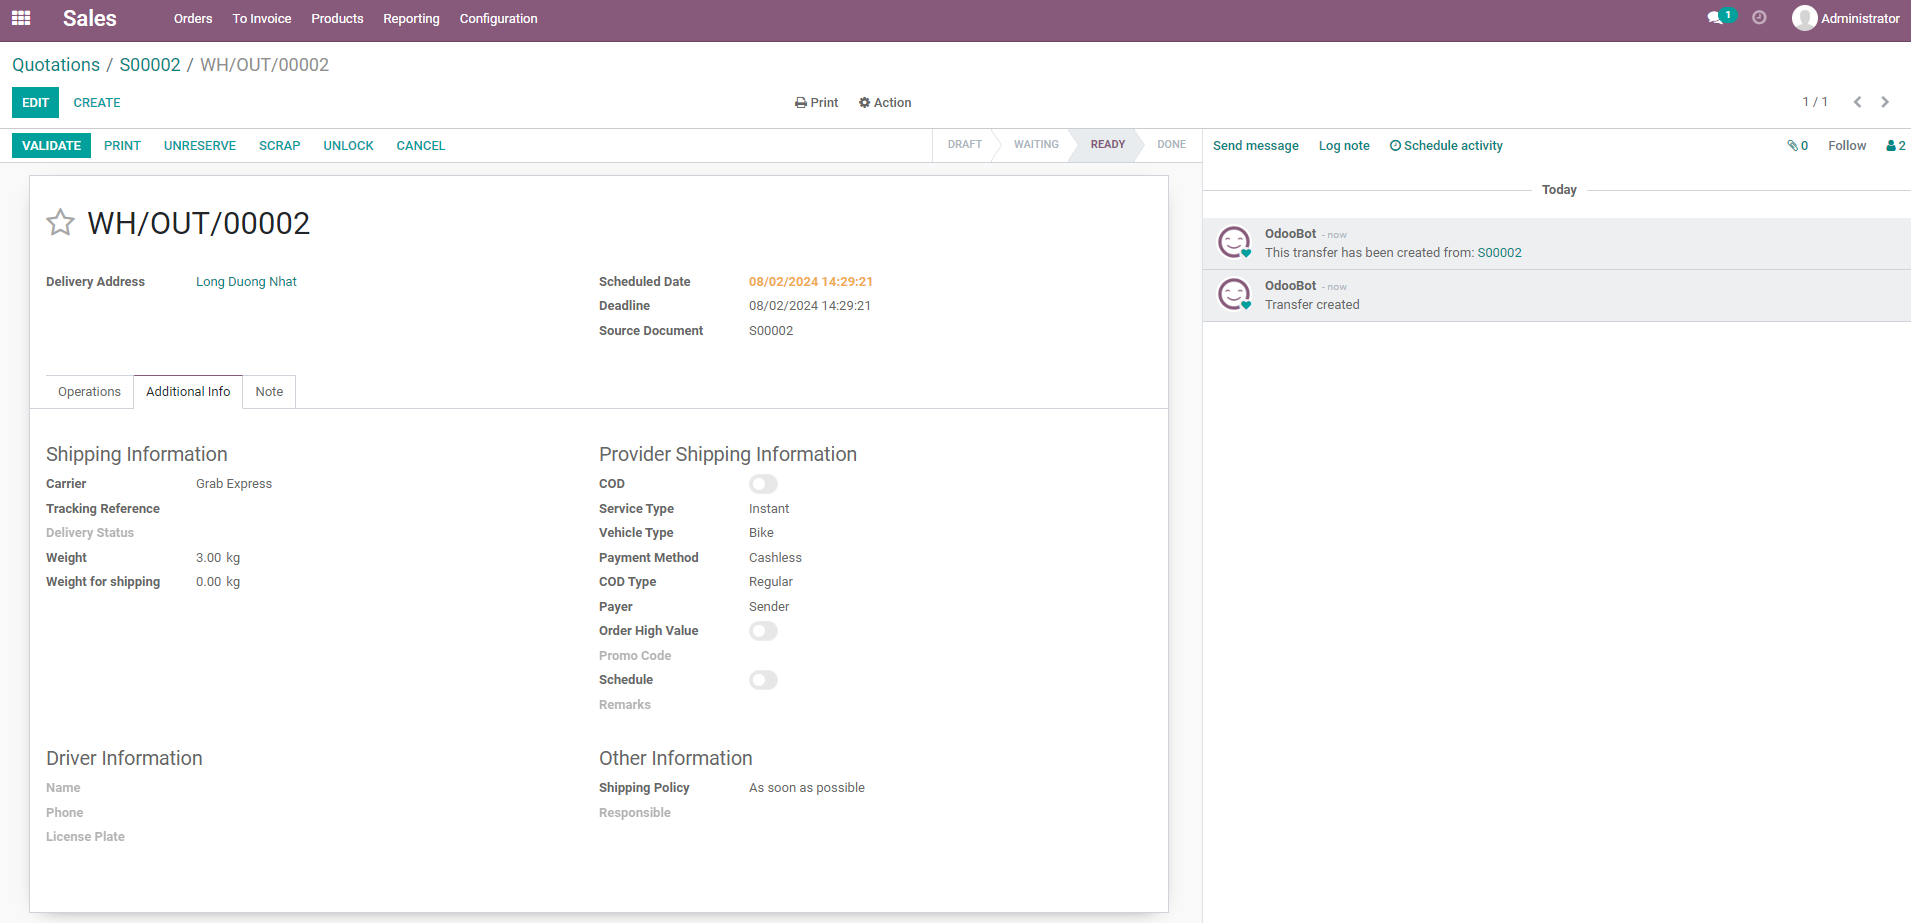 Sales Orders To Invoice Products Reporting Configuration 1 Administrator
Quotations / S00002 / WH/OUT/00002
EDIT CREATE Print Action 1 / 1
VALIDATE PRINT UNRESERVE SCRAP UNLOCK CANCEL DRAFT WAITING READY DONE
WH/OUT/00002
Delivery Address Long Duong Nhat
Scheduled Date 08/02/2024 14:29:21
Deadline 08/02/2024 14:29:21
Source Document S00002
Operations Additional Info Note
Shipping Information
Carrier Grab Express
Tracking Reference
Delivery Status
Weight 3.00 kg
Weight for shipping 0.00 kg
Provider Shipping Information
COD
Service Type Instant
Vehicle Type Bike
Payment Method Cashless
COD Type Regular
Payer Sender
Order High Value
Promo Code
Schedule
Remarks
Driver Information
Name
Phone
License Plate
Other Information
Shipping Policy As soon as possible
Responsible
Send message Log note Schedule activity 0 Follow 2
Today
OdooBot - now
This transfer has been created from: S00002
OdooBot - now
Transfer created